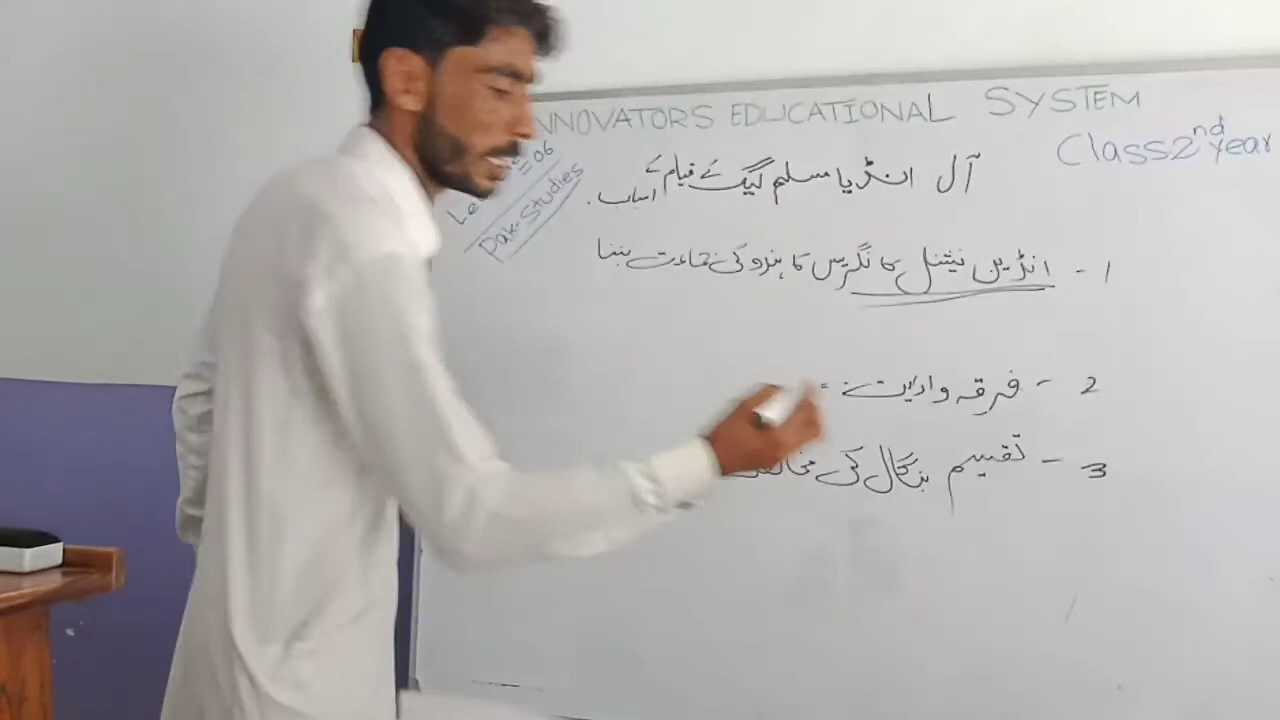 INNOVATORS EDUCATIONAL SYSTEM
Class 2nd year
= 06
Pak-Studies
آل انڈیا مسلم لیگ کے قیام کے اسباب .
1 - انڈین نیشنل کانگریس کا ہندو کی جماعت بننا
2 - فرقہ واریت :=
3 - تقسیم بنگال کی